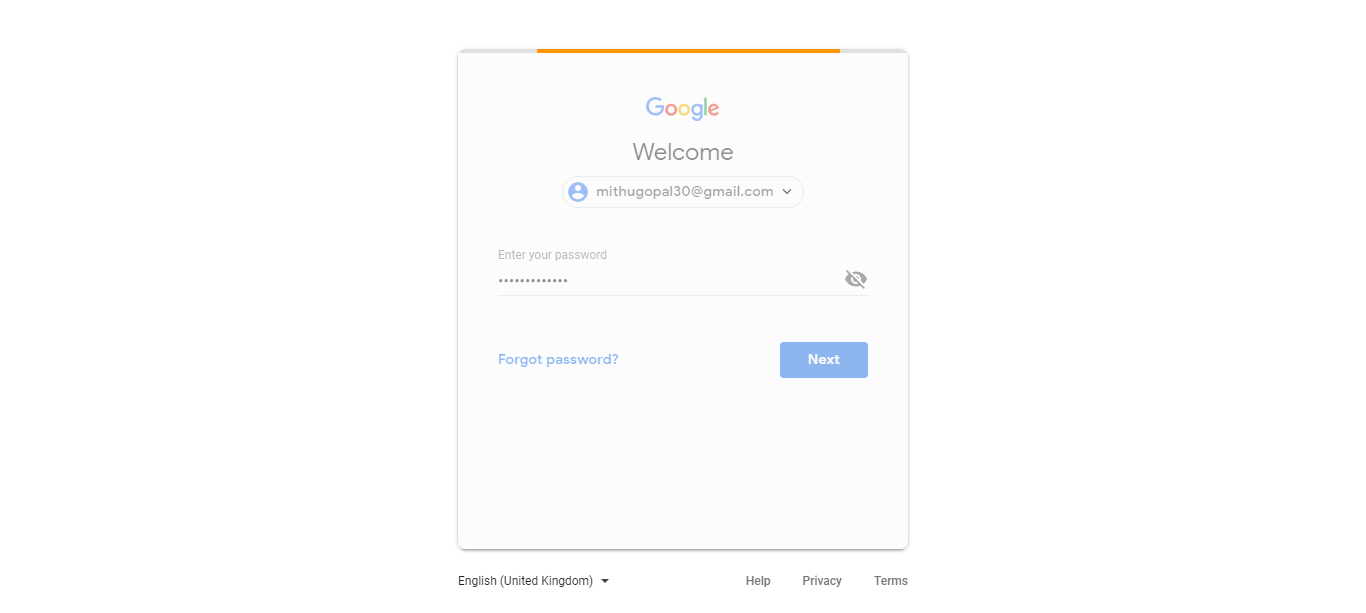 Google
Welcome
mithugopal30@gmail.com
Enter your password
•••••••••••••
Forgot password?
Next
English (United Kingdom)
Help
Privacy
Terms